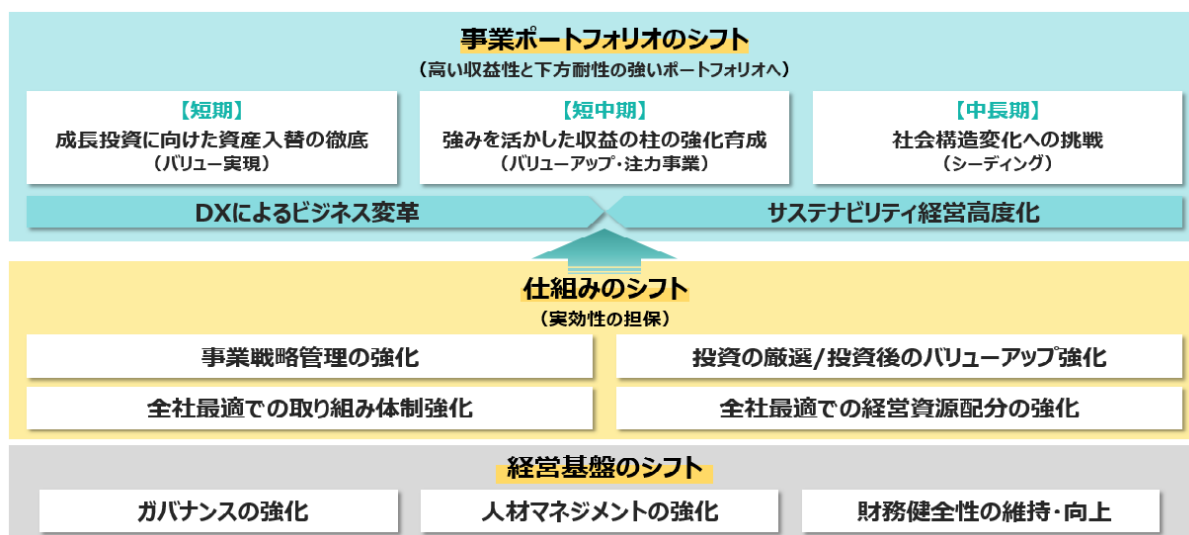 事業ポートフォリオのシフト
(高い収益性と下方耐性の強いポートフォリオへ)
【短期】
成長投資に向けた資産入替の徹底
(バリュー実現)
【短中期】
強みを活かした収益の柱の強化育成
(バリューアップ・注力事業)
【中長期】
社会構造変化への挑戦
(シーディング)
DXによるビジネス変革
サステナビリティ経営高度化
仕組みのシフト
(実効性の担保)
事業戦略管理の強化
投資の厳選/投資後のバリューアップ強化
全社最適での取り組み体制強化
全社最適での経営資源配分の強化
経営基盤のシフト
ガバナンスの強化
人材マネジメントの強化
財務健全性の維持・向上